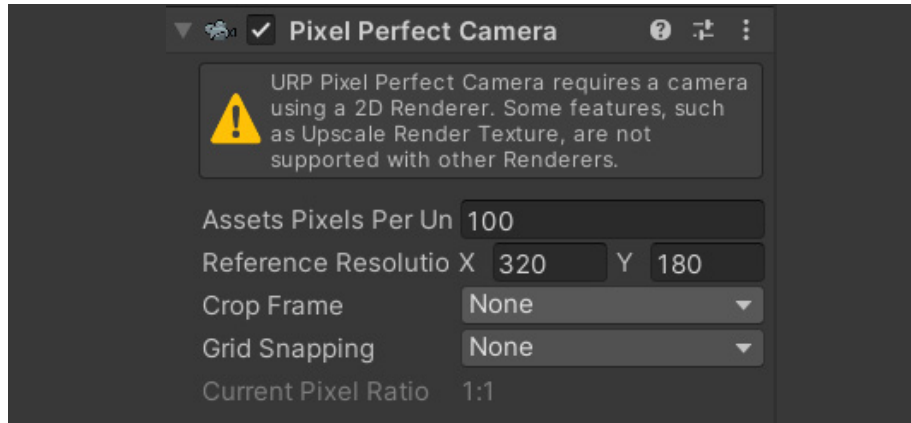 Pixel Perfect Camera
URP Pixel Perfect Camera requires a camera
using a 2D Renderer. Some features, such
as Upscale Render Texture, are not
supported with other Renderers.
Assets Pixels Per Un 100
Reference Resolutio X 320 Y 180
Crop Frame None
Grid Snapping None
Current Pixel Ratio 1:1